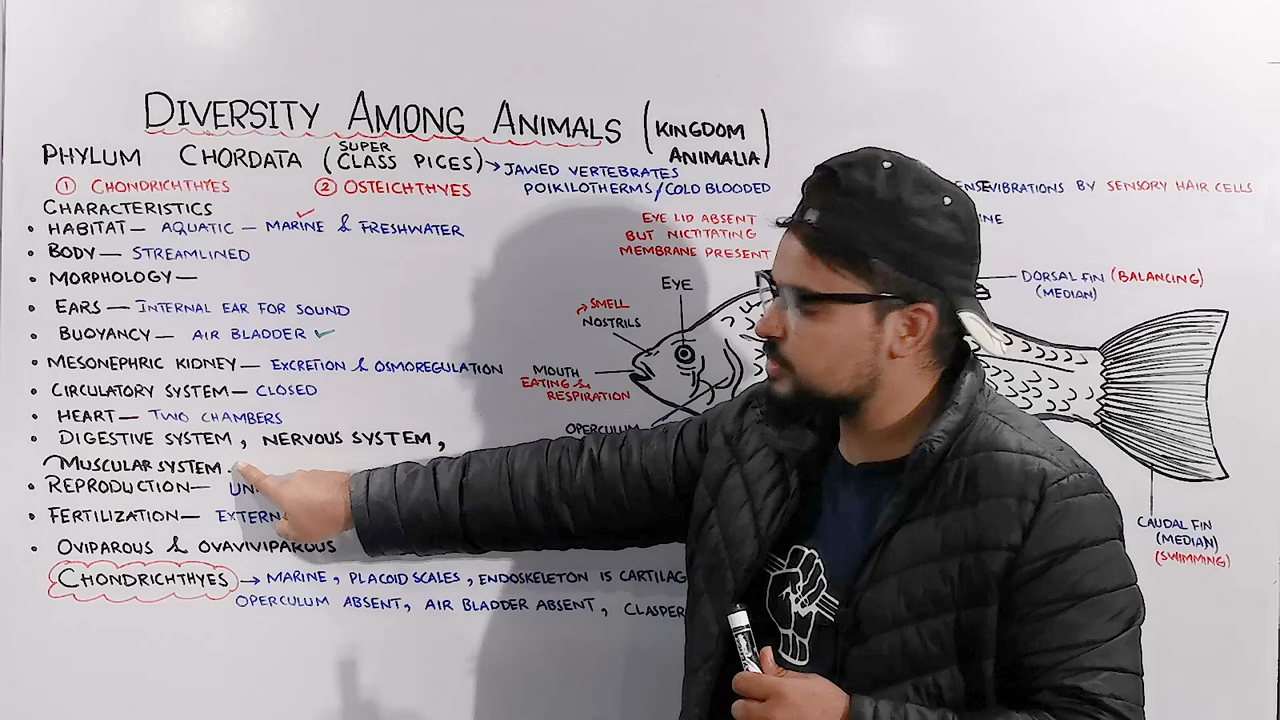 DIVERSITY AMONG ANIMALS (KINGDOM ANIMALIA)
PHYLUM CHORDATA (SUPER CLASS PICES) → JAWED VERTEBRATES
① CHONDRICHTHYES ② OSTEICHTYES POIKILOTHERMS/COLD BLOODED
VIBRATIONS BY SENSORY HAIR CELLS
CHARACTERISTICS
• HABITAT — AQUATIC — MARINE & FRESHWATER
• BODY — STREAMLINED
• MORPHOLOGY —
• EARS — INTERNAL EAR FOR SOUND
• BUOYANCY — AIR BLADDER ✓
• MESONEPHRIC KIDNEY — EXCRETION & OSMOREGULATION
• CIRCULATORY SYSTEM — CLOSED
• HEART — TWO CHAMBERS
• DIGESTIVE SYSTEM, NERVOUS SYSTEM,
MUSCULAR SYSTEM.
• REPRODUCTION —
• FERTILIZATION —
• OVIPAROUS & OVAVIVIPAROUS
CHONDRICHTHYES → MARINE, PLACOID SCALES, ENDOSKELETON IS
OPERCULUM ABSENT, AIR BLADDER ABSENT,
EYE LID ABSENT
BUT NICTITATING
MEMBRANE PRESENT
EYE
SMELL
NOSTRILS
MOUTH
EATING &
RESPIRATION
OPERCULUM
DORSAL FIN (BALANCING)
(MEDIAN)
CAUDAL FIN
(MEDIAN)
(SWIMMING)